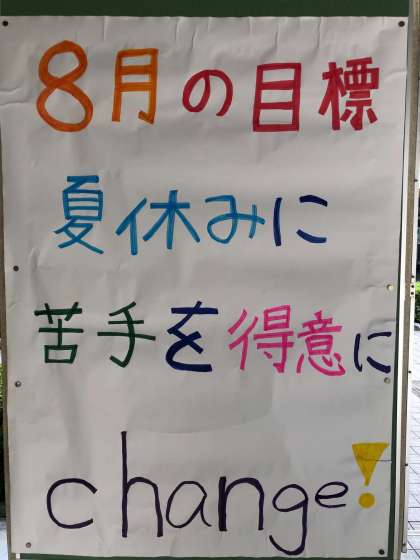 8月の目標
夏休みに
苦手を得意に
change!